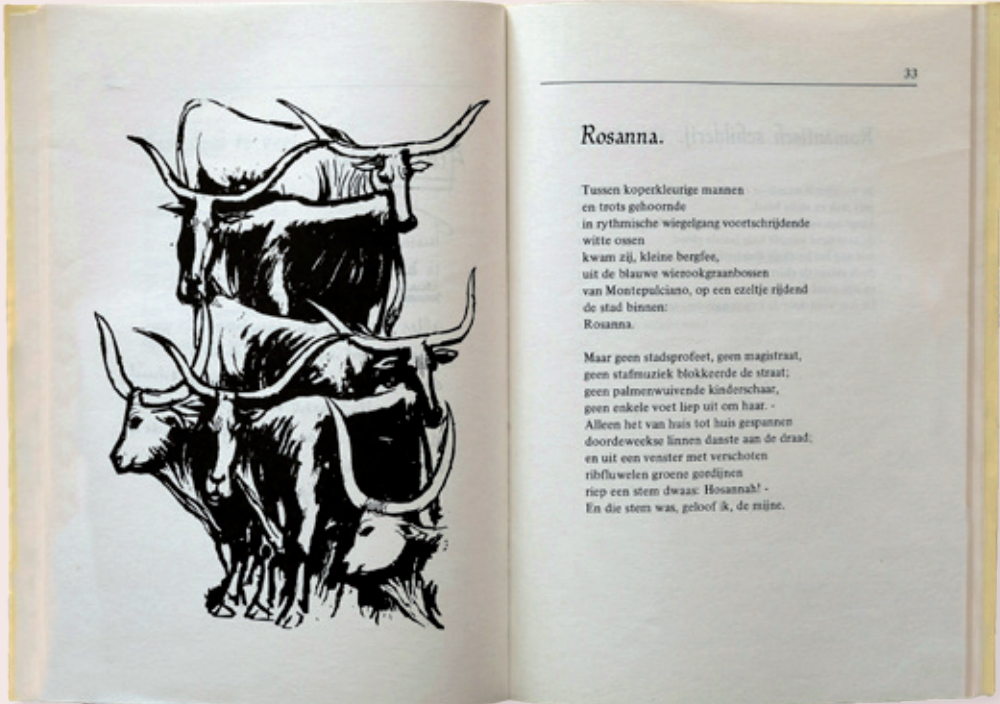 33
Rosanna.
Tussen koperkleurige mannen
en trots gehoornde
in rythmische wiegelgang voortschrijdende
witte ossen
kwam zij, kleine bergfee,
uit de blauwe wierookgraanbossen
van Montepulciano, op een ezeltje rijdend
de stad binnen:
Rosanna.
Maar geen stadsprofeet, geen magistraat,
geen stafmuziek blokkeerde de straat;
geen palmenwuivende kinderschaar,
geen enkele voet liep uit om haar. -
Alleen het van huis tot huis gespannen
doordeweekse linnen danste aan de draad;
en uit een venster met verschoten
ribfluwelen groene gordijnen
riep een stem dwaas: Hosannah! -
En die stem was, geloof ik, de mijne.